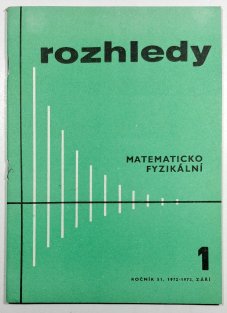 rozhledy
MATEMATICKO
FYZIKÁLNÍ
1
ROČNÍK 51, 1972-1973, ZÁŘÍ